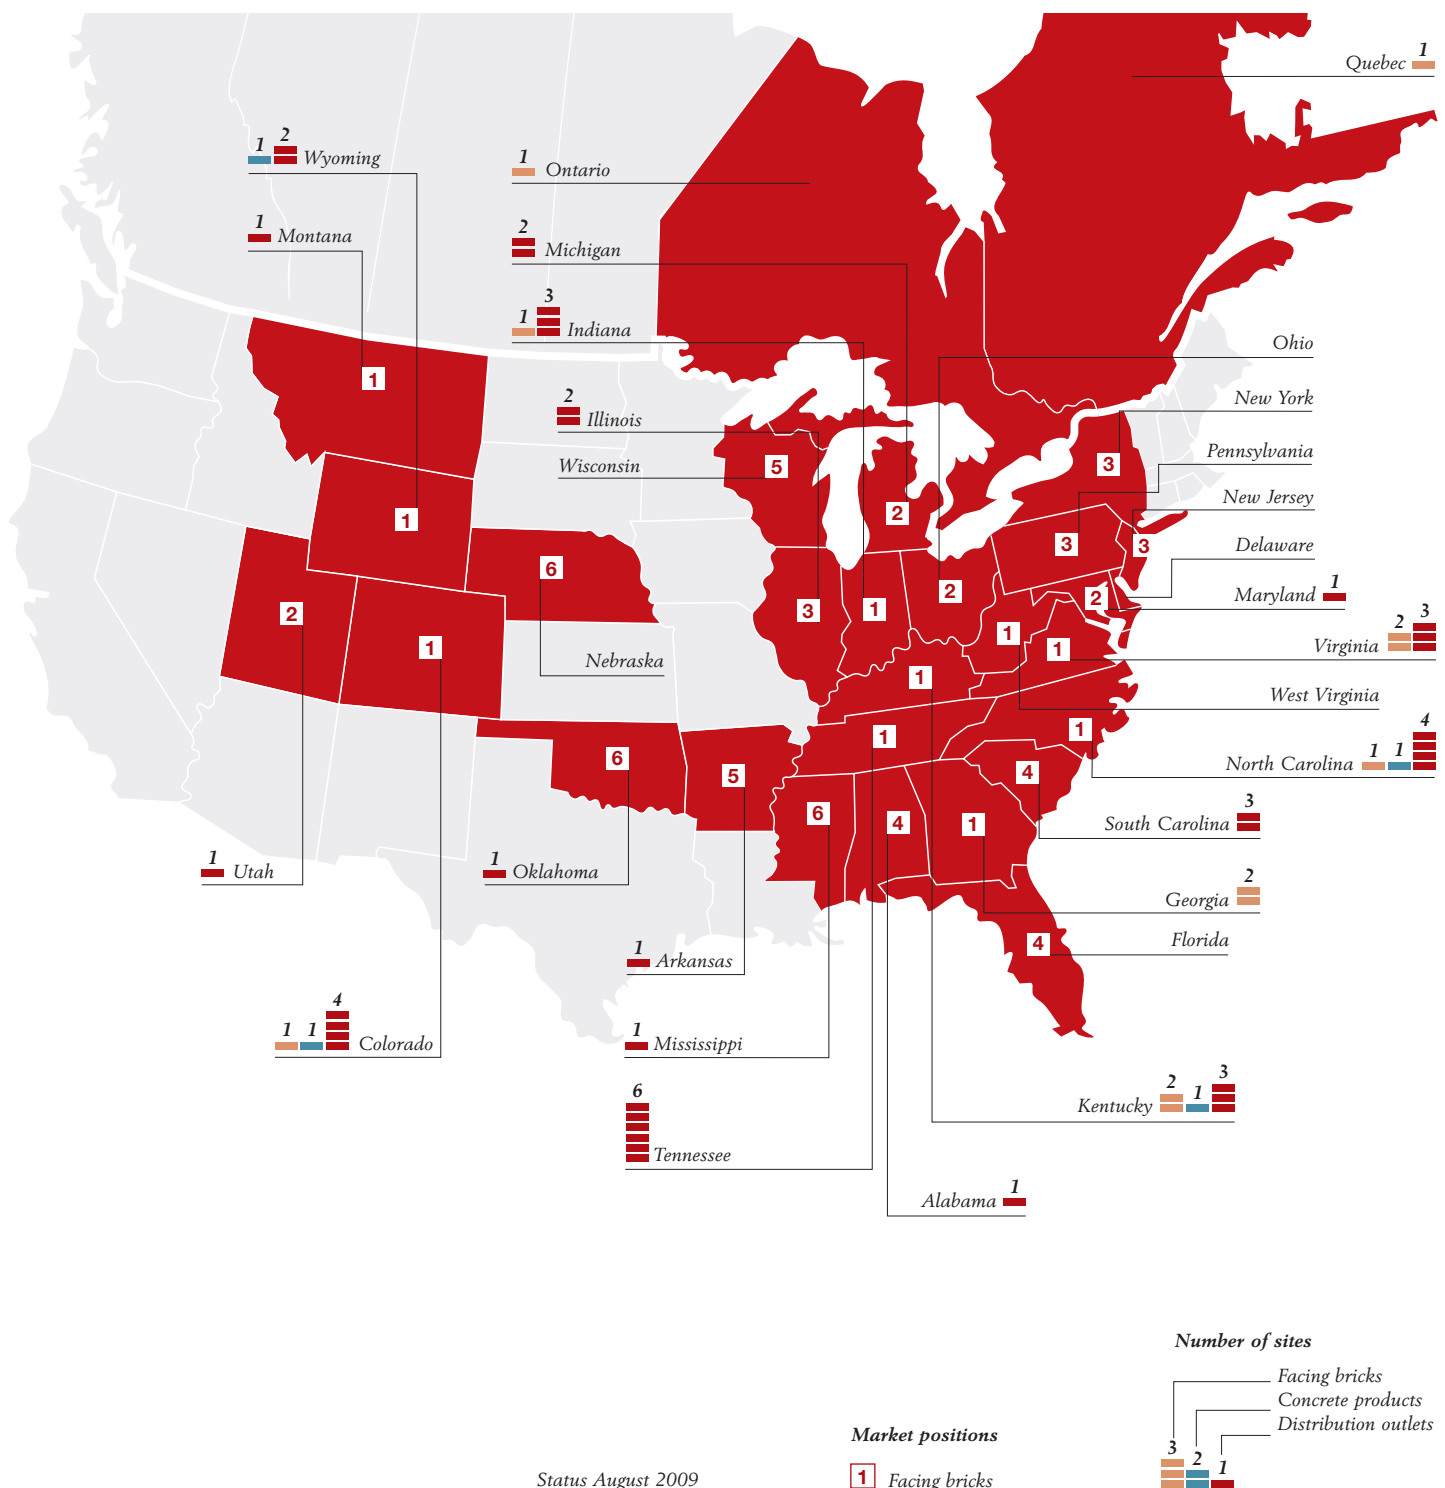 1
Quebec
1 2
Wyoming
1
Ontario
1
Montana
2
Michigan
3
1
Indiana
Ohio
1
2
Illinois
New York
Wisconsin
5
3
Pennsylvania
New Jersey
1
2
3
3
Delaware
6
2
Maryland
1
2
3
1
2
1
1
1
2 3
Virginia
Nebraska
1
1
West Virginia
6
1
1
4
1 1
North Carolina
5
4
6
4
1
3
South Carolina
1
Utah
1
Oklahoma
2
Georgia
4
Florida
1
Arkansas
4
1 1
Colorado
1
Mississippi
3
2 1
Kentucky
6
Tennessee
1
Alabama
Number of sites
Facing bricks
Concrete products
Distribution outlets
Market positions
3 2 1
Status August 2009
1 Facing bricks